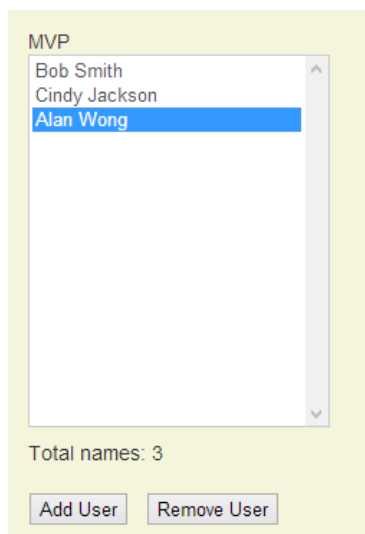 MVP
Bob Smith
Cindy Jackson
Alan Wong
Total names: 3
Add User Remove User